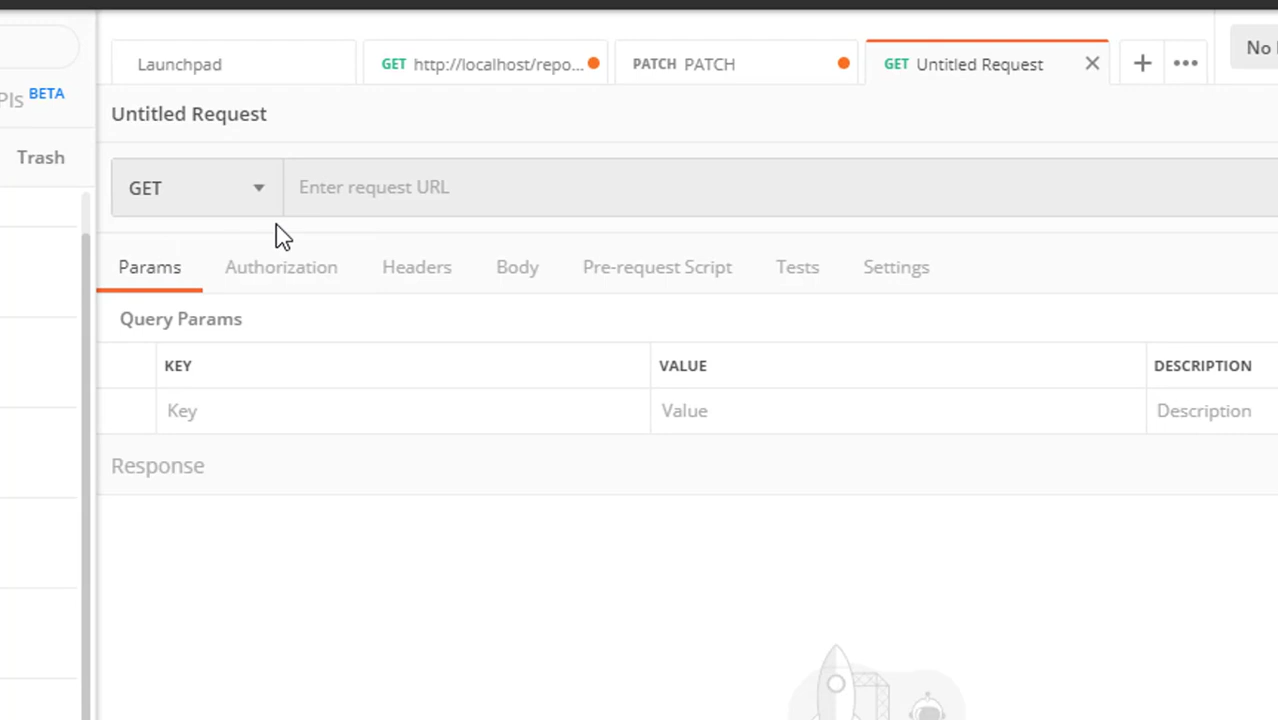 No
Launchpad
GET http://localhost/repo...
PATCH PATCH
GET Untitled Request
PIs BETA
Untitled Request
Trash
GET
Enter request URL
Params
Authorization
Headers
Body
Pre-request Script
Tests
Settings
Query Params
KEY
VALUE
DESCRIPTION
Key
Value
Description
Response